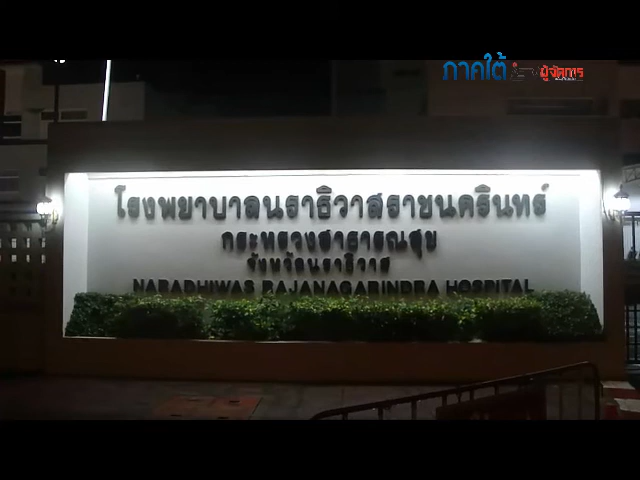 ภาคใต้
ผู้จัดการ
โรงพยาบาลนราธิวาสราชนครินทร์
กระทรวงสาธารณสุข
จังหวัดนราธิวาส
NARADHIWAS RAJANAGARINDRA HOSPITAL